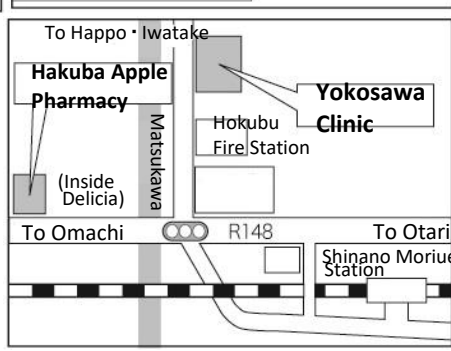 To Happo・Iwatake
Hakuba Apple
Pharmacy
Yokosawa
Clinic
Matsukawa
Hokubu
Fire Station
(Inside
Delicia)
To Omachi
R148
To Otari
Shinano Moriue
Station